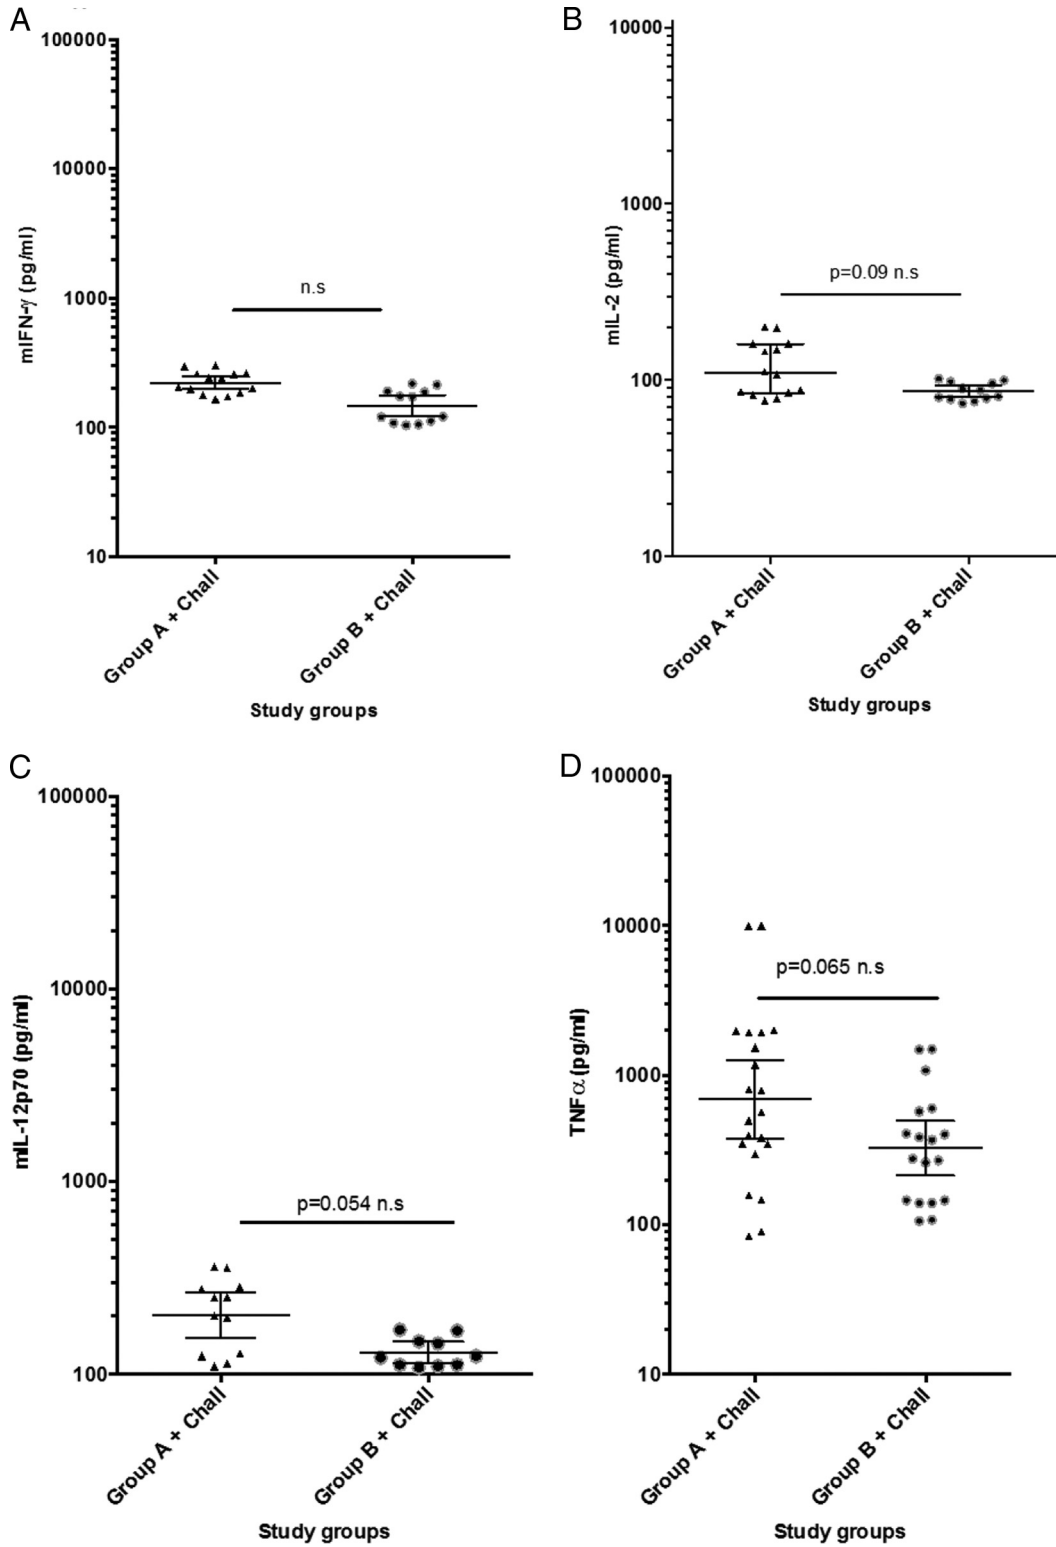 A
100000
10000
1000
100
10
mIFN-γ (pg/ml)
n.s
Group A + Chall
Group B + Chall
Study groups
B
10000
1000
100
10
mIL-2 (pg/ml)
p=0.09 n.s
Group A + Chall
Group B + Chall
Study groups
C
100000
10000
1000
100
mIL-12p70 (pg/ml)
p=0.054 n.s
Group A + Chall
Group B + Chall
Study groups
D
100000
10000
1000
100
10
TNFα (pg/ml)
p=0.065 n.s
Group A + Chall
Group B + Chall
Study groups